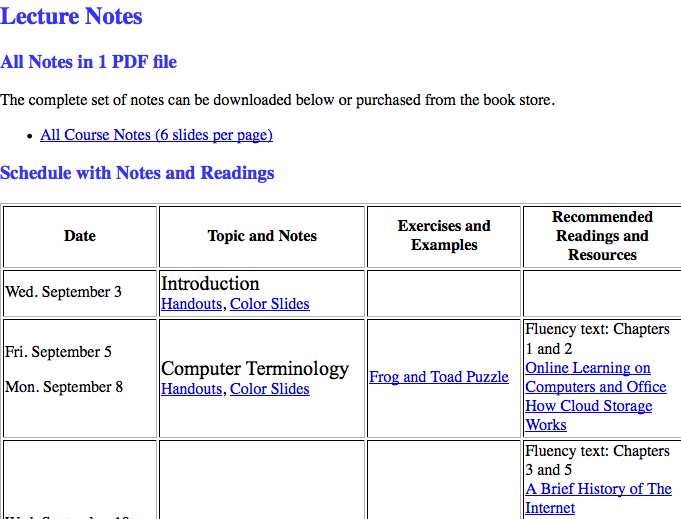 Lecture Notes
All Notes in 1 PDF file
The complete set of notes can be downloaded below or purchased from the book store.
• All Course Notes (6 slides per page)
Schedule with Notes and Readings
Date
Topic and Notes
Exercises and
Examples
Recommended
Readings and
Resources
Wed. September 3
Introduction
Handouts, Color Slides
Fri. September 5
Mon. September 8
Computer Terminology
Handouts, Color Slides
Frog and Toad Puzzle
Fluency text: Chapters
1 and 2
Online Learning on
Computers and Office
How Cloud Storage
Works
Fluency text: Chapters
3 and 5
A Brief History of The
Internet